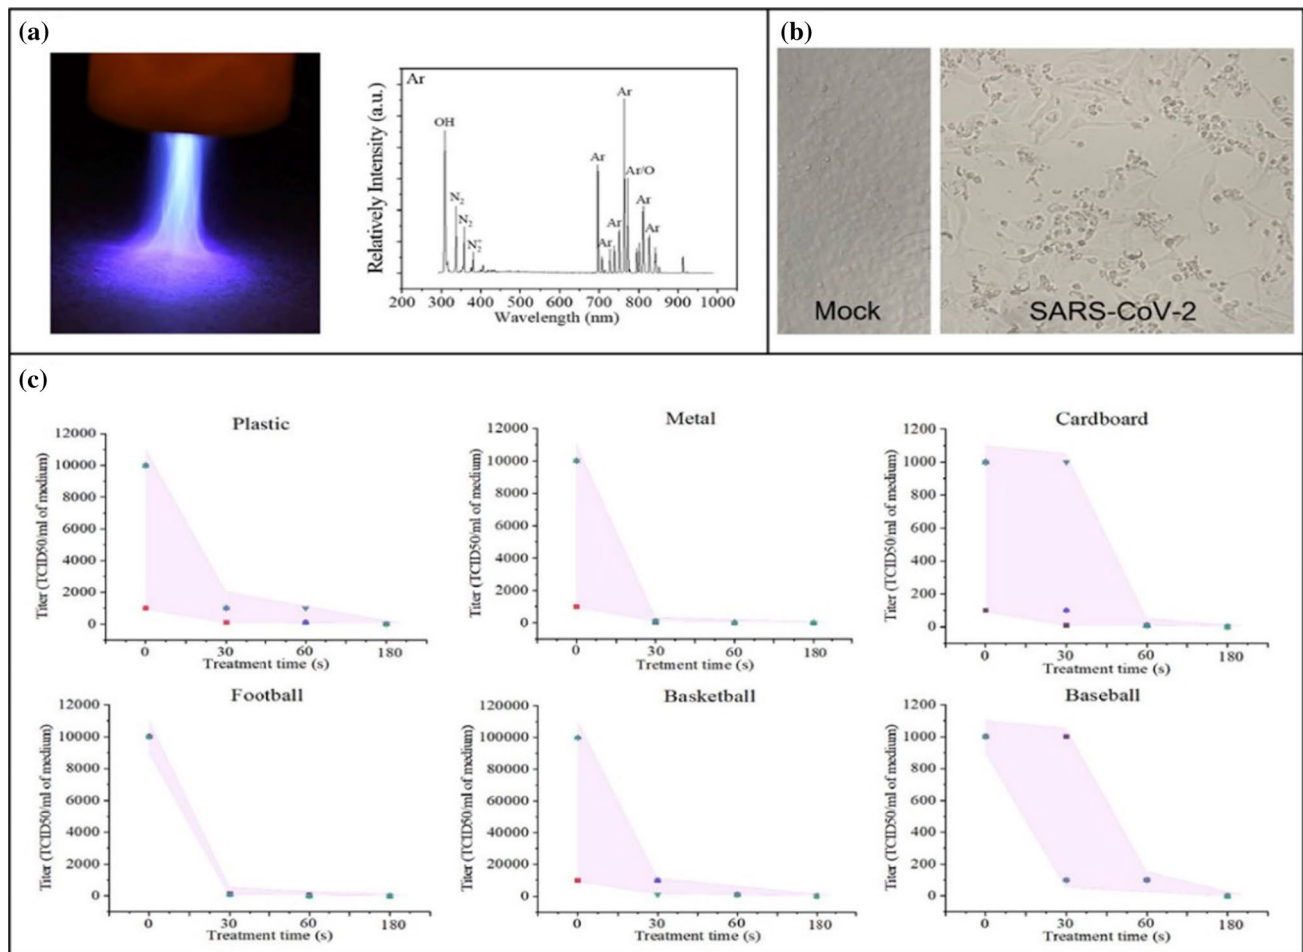 (a)
Ar
OH
N2
N2
N2+
Ar
Ar
Ar
Ar
Ar/O
Ar
Ar
Relatively Intensity (a.u.)
200 300 400 500 600 700 800 900 1000
Wavelength (nm)
(b)
Mock
SARS-CoV-2
(c)
Plastic
Titer (TCID50/ml of medium)
12000
10000
8000
6000
4000
2000
0
0 30 60 180
Treatment time (s)
Metal
Titer (TCID50/ml of medium)
12000
10000
8000
6000
4000
2000
0
0 30 60 180
Tretment time (s)
Cardboard
Titer (TCID50/ml of medium)
1200
1000
800
600
400
200
0
0 30 60 180
Treatment time (s)
Football
Titer (TCID50/ml of medium)
12000
10000
8000
6000
4000
2000
0
0 30 60 180
Treatment time (s)
Basketball
Titer (TCID50/ml of medium)
120000
100000
80000
60000
40000
20000
0
0 30 60 180
Treatment time (s)
Baseball
Titer (TCID50/ml of medium)
1200
1000
800
600
400
200
0
0 30 60 180
Treatment time (s)